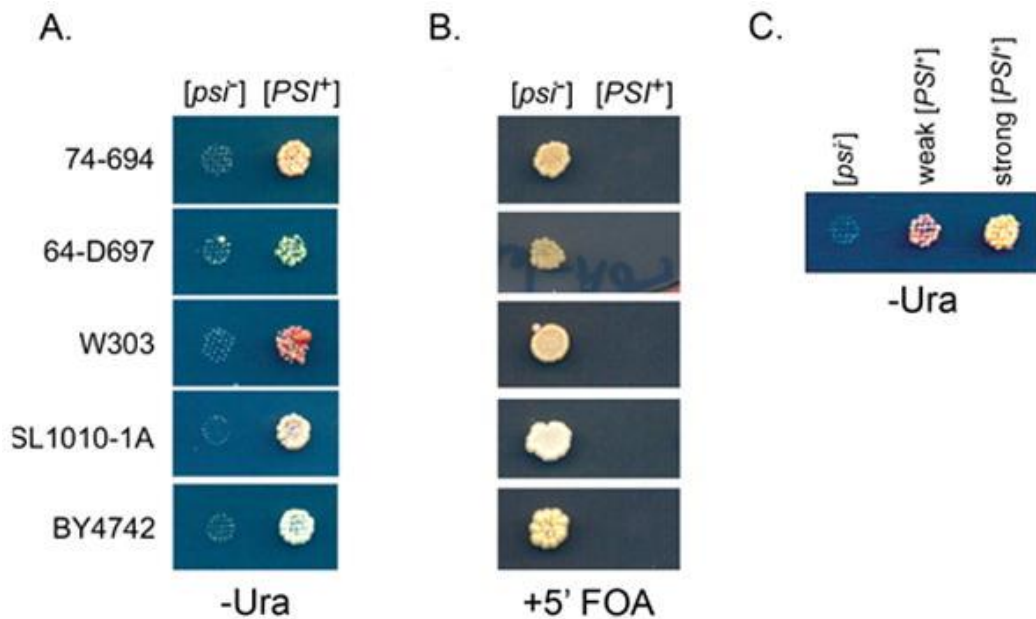 A.
[psi-] [PSI+]
74-694
64-D697
W303
SL1010-1A
BY4742
-Ura
B.
[psi-] [PSI+]
+5' FOA
C.
[psi-]
weak [PSI+]
strong [PSI+]
-Ura